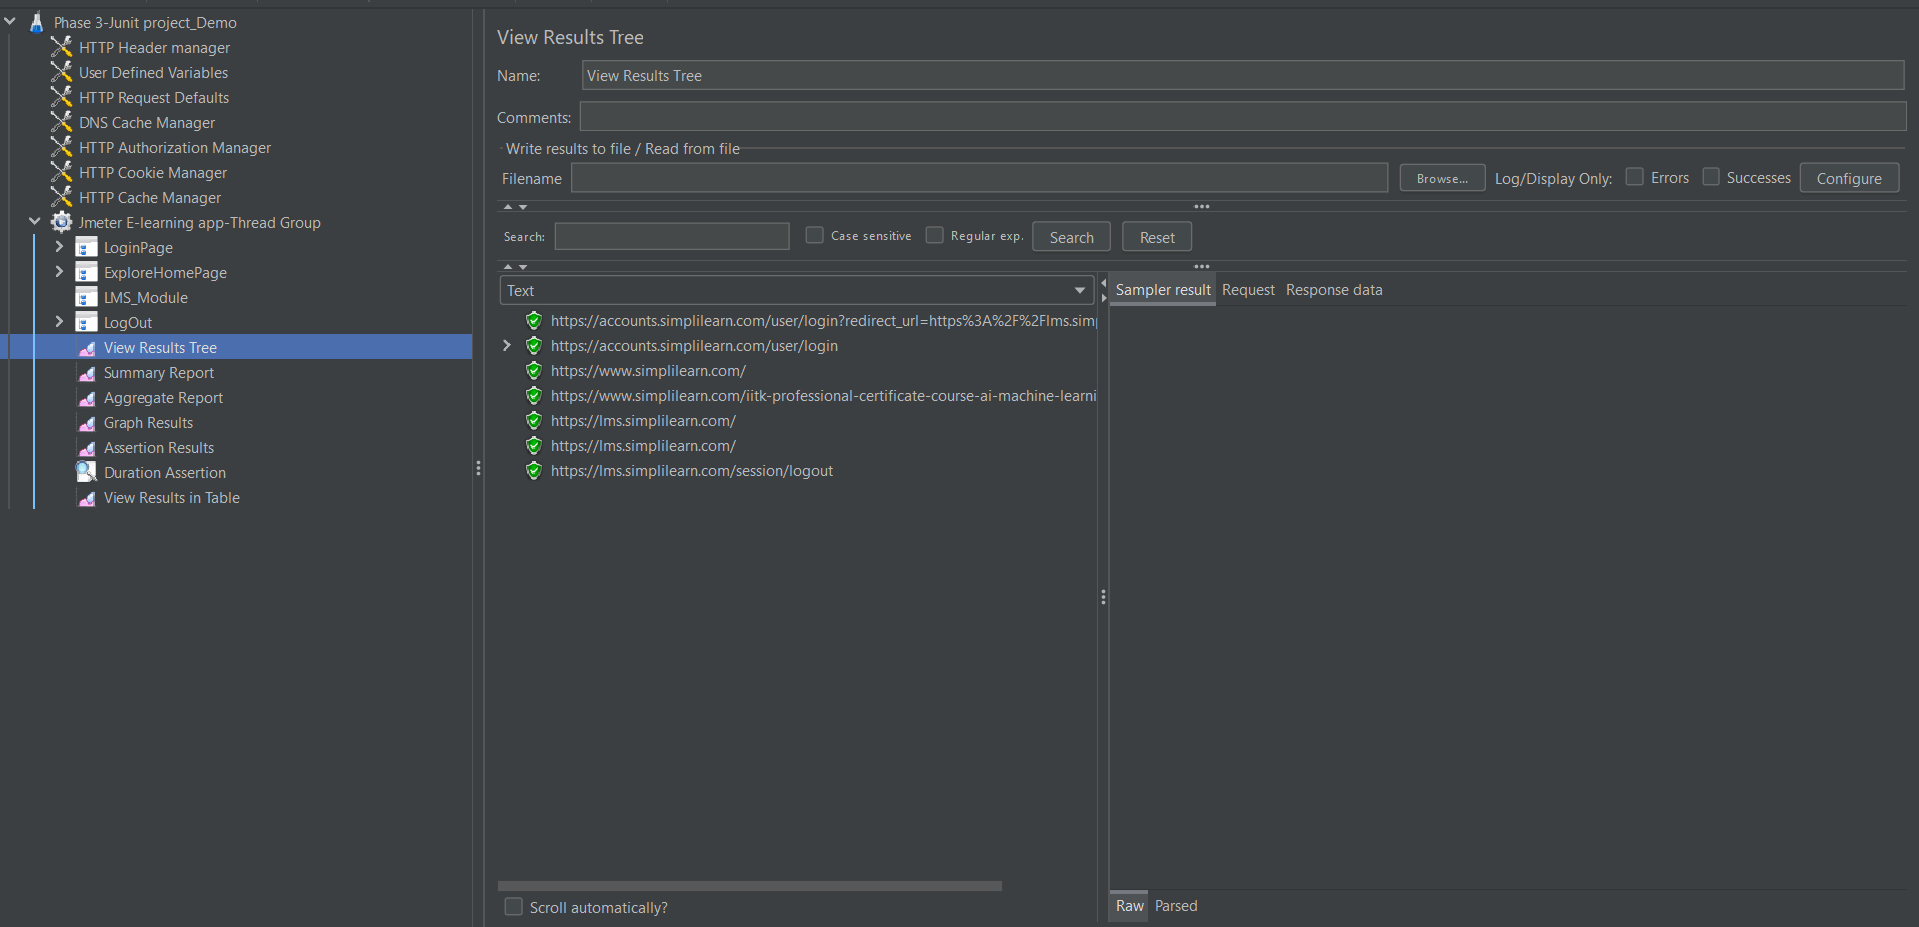 Phase 3-Junit project_Demo
HTTP Header manager
User Defined Variables
HTTP Request Defaults
DNS Cache Manager
HTTP Authorization Manager
HTTP Cookie Manager
HTTP Cache Manager
Jmeter E-learning app-Thread Group
LoginPage
ExploreHomePage
LMS_Module
LogOut
View Results Tree
Summary Report
Aggregate Report
Graph Results
Assertion Results
Duration Assertion
View Results in Table
View Results Tree
Name: View Results Tree
Comments:
Write results to file / Read from file
Filename Browse... Log/Display Only: Errors Successes Configure
Search: Case sensitive Regular exp. Search Reset
Text
https://accounts.simplilearn.com/user/login?redirect_url=https%3A%2F%2Flms.simp
https://accounts.simplilearn.com/user/login
https://www.simplilearn.com/
https://www.simplilearn.com/iitk-professional-certificate-course-ai-machine-learni
https://lms.simplilearn.com/
https://lms.simplilearn.com/
https://lms.simplilearn.com/session/logout
Scroll automatically?
Sampler result Request Response data
Raw Parsed